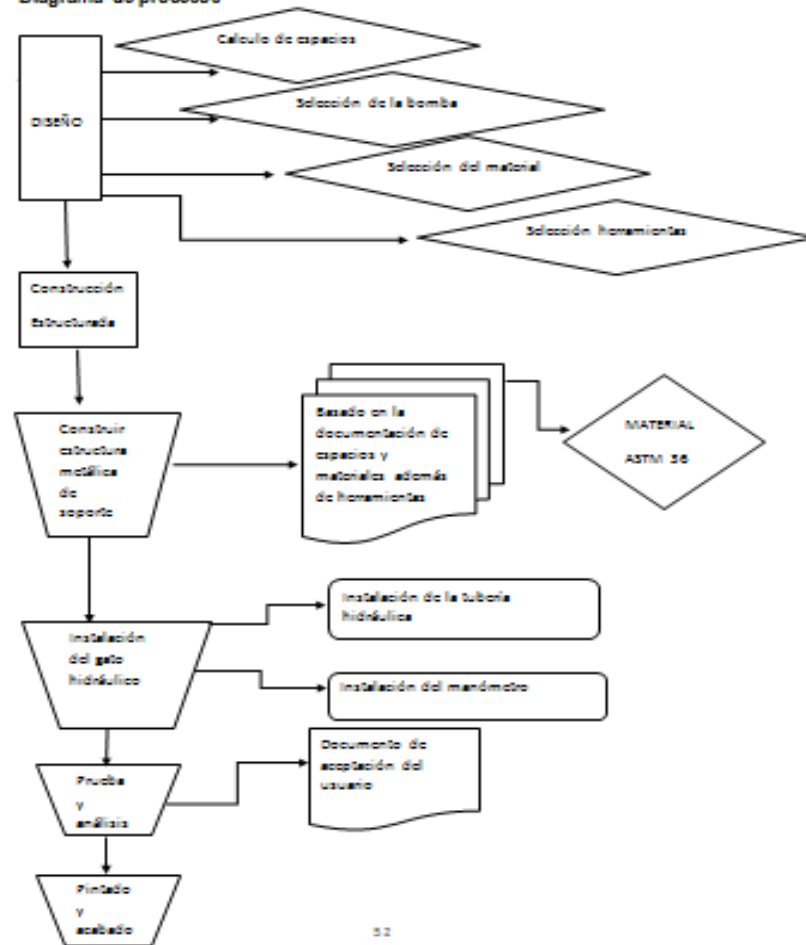 Diagrama de procesos
Calculo de espacios
Selección de la bomba
DISEÑO
Selección del material
Selección herramientas
Construcción
Estructurada
Construir
estructura
metálica
de
soporte
Basado en la
documentación de
espacios y
materiales además
de herramientas
MATERIAL
ASTM 36
Instalación de la tubería
hidráulica
Instalación
del gato
hidráulico
Instalación del manómetro
Documento de
aceptación del
usuario
Prueba
y
análisis
Pintado
y
acabado
52